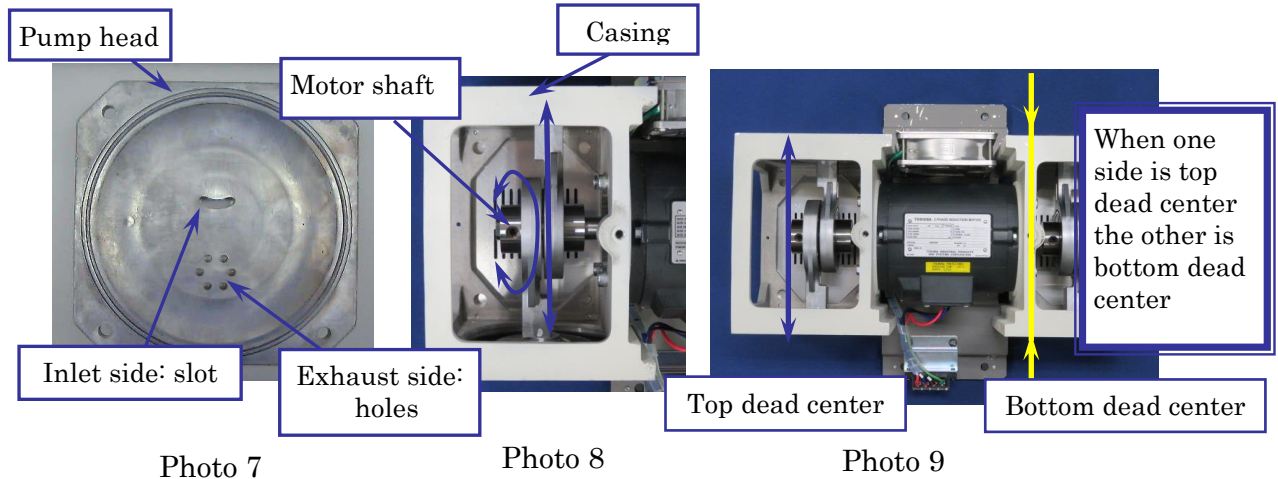 Pump head
Casing
Motor shaft
When one
side is top
dead center
the other is
bottom dead
center
Inlet side: slot
Exhaust side:
holes
Top dead center
Bottom dead center
Photo 7
Photo 8
Photo 9